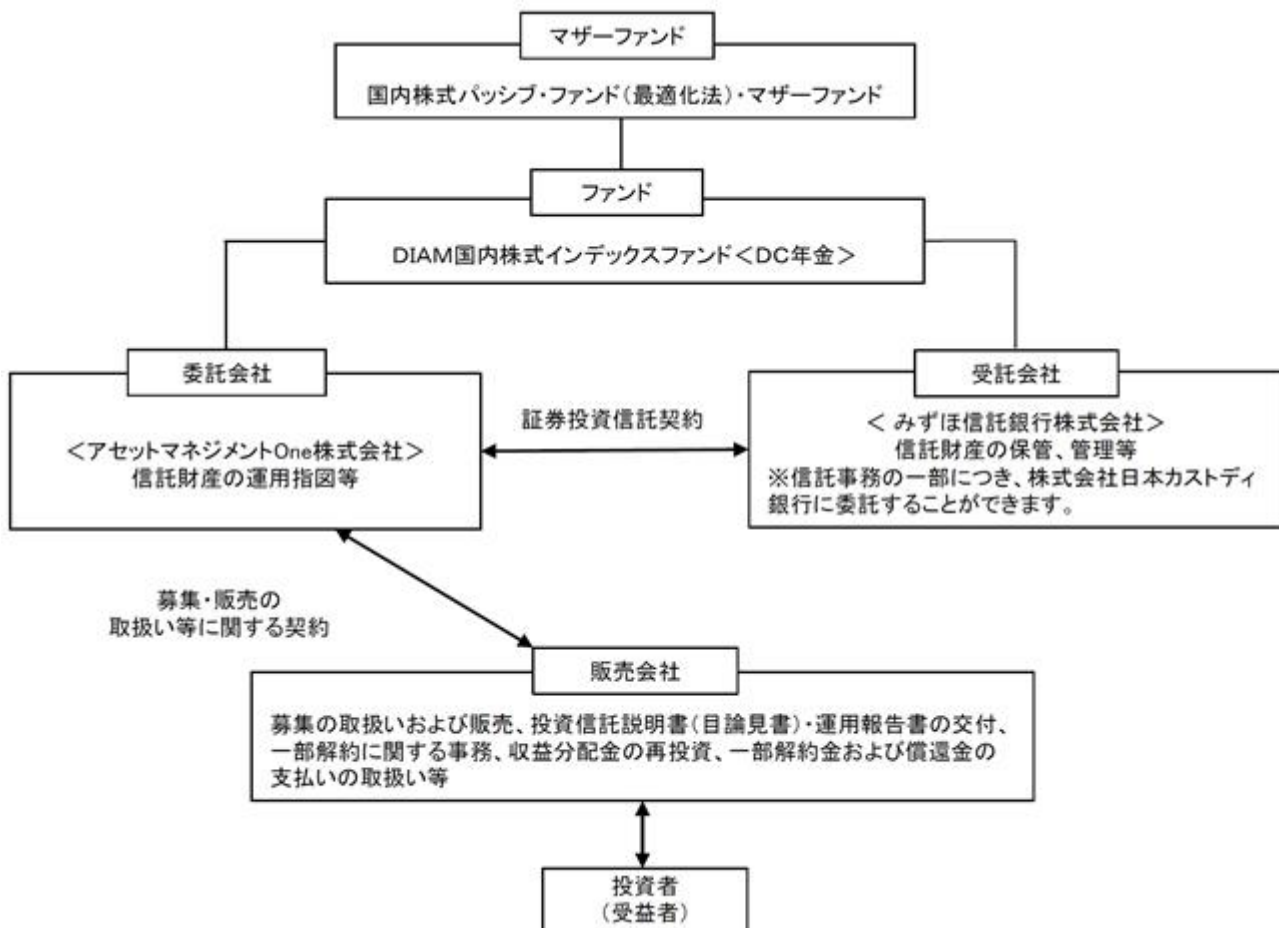 マザーファンド
国内株式パッシブ・ファンド（最適化法）・マザーファンド
ファンド
DIAM国内株式インデックスファンド＜DC年金＞
委託会社
＜アセットマネジメントOne株式会社＞
信託財産の運用指図等
証券投資信託契約
受託会社
＜ みずほ信託銀行株式会社＞
信託財産の保管、管理等
※信託事務の一部につき、株式会社日本カストディ
銀行に委託することができます。
募集・販売の
取扱い等に関する契約
販売会社
募集の取扱いおよび販売、投資信託説明書（目論見書）・運用報告書の交付、
一部解約に関する事務、収益分配金の再投資、一部解約金および償還金の
支払いの取扱い等
投資者
（受益者）